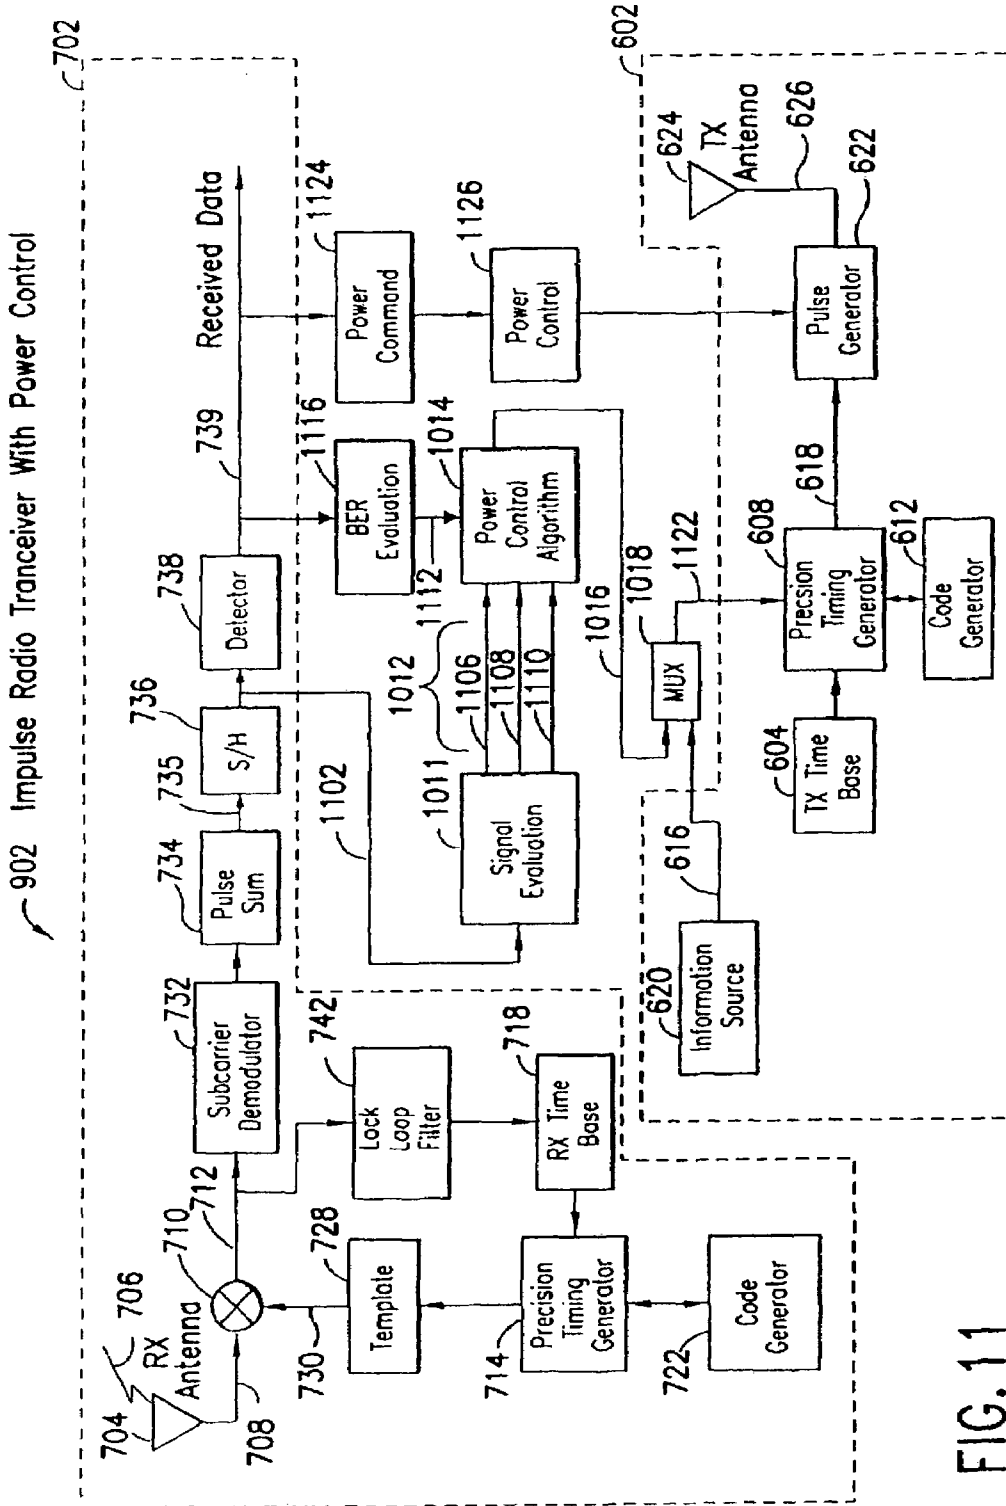 902 Impulse Radio Tranceiver With Power Control
702
704
706
RX
Antenna
708
710
712
732
Subcarrier
Demodulator
734
Pulse
Sum
735
736
S/H
738
Detector
739
Received Data
730
728
Template
742
Lock
Loop
Filter
1102
1116
BER
Evaluation
1112
1124
Power
Command
714
Precision
Timing
Generator
718
RX Time
Base
1011
Signal
Evaluation
1012
1106
1108
1110
1014
Power
Control
Algorithm
1126
Power
Control
722
Code
Generator
1016
1018
MUX
1122
602
620
Information
Source
616
604
TX Time
Base
608
Precsion
Timing
Generator
618
612
Code
Generator
624
TX
Antenna
626
622
Pulse
Generator
FIG. 11